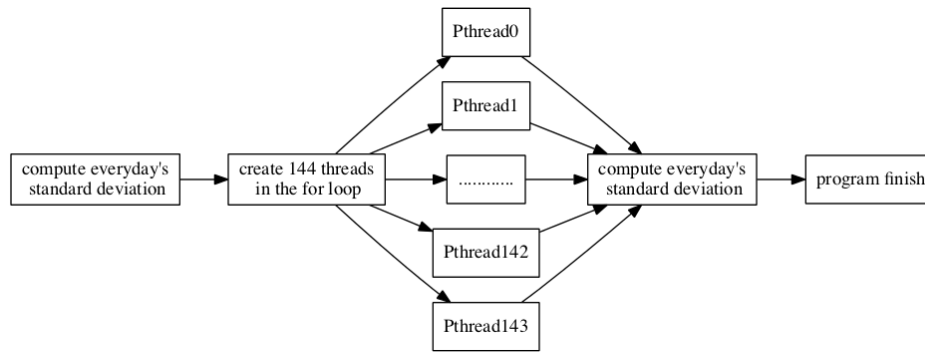 Pthread0
Pthread1
compute everyday's
standard deviation
create 144 threads
in the for loop
............
compute everyday's
standard deviation
program finish
Pthread142
Pthread143